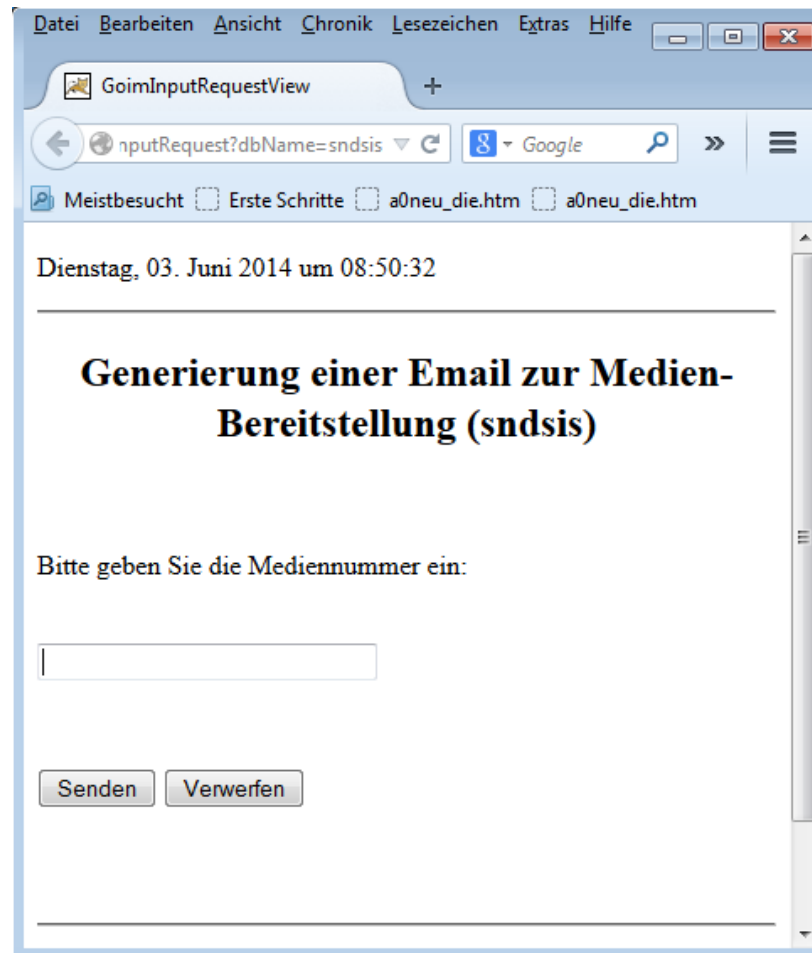 Datei Bearbeiten Ansicht Chronik Lesezeichen Extras Hilfe
GoimInputRequestView
nputRequest?dbName=sndsis 8 Google
Meistbesucht Erste Schritte a0neu_die.htm a0neu_die.htm
Dienstag, 03. Juni 2014 um 08:50:32
Generierung einer Email zur Medien-
Bereitstellung (sndsis)
Bitte geben Sie die Mediennummer ein:
Senden Verwerfen